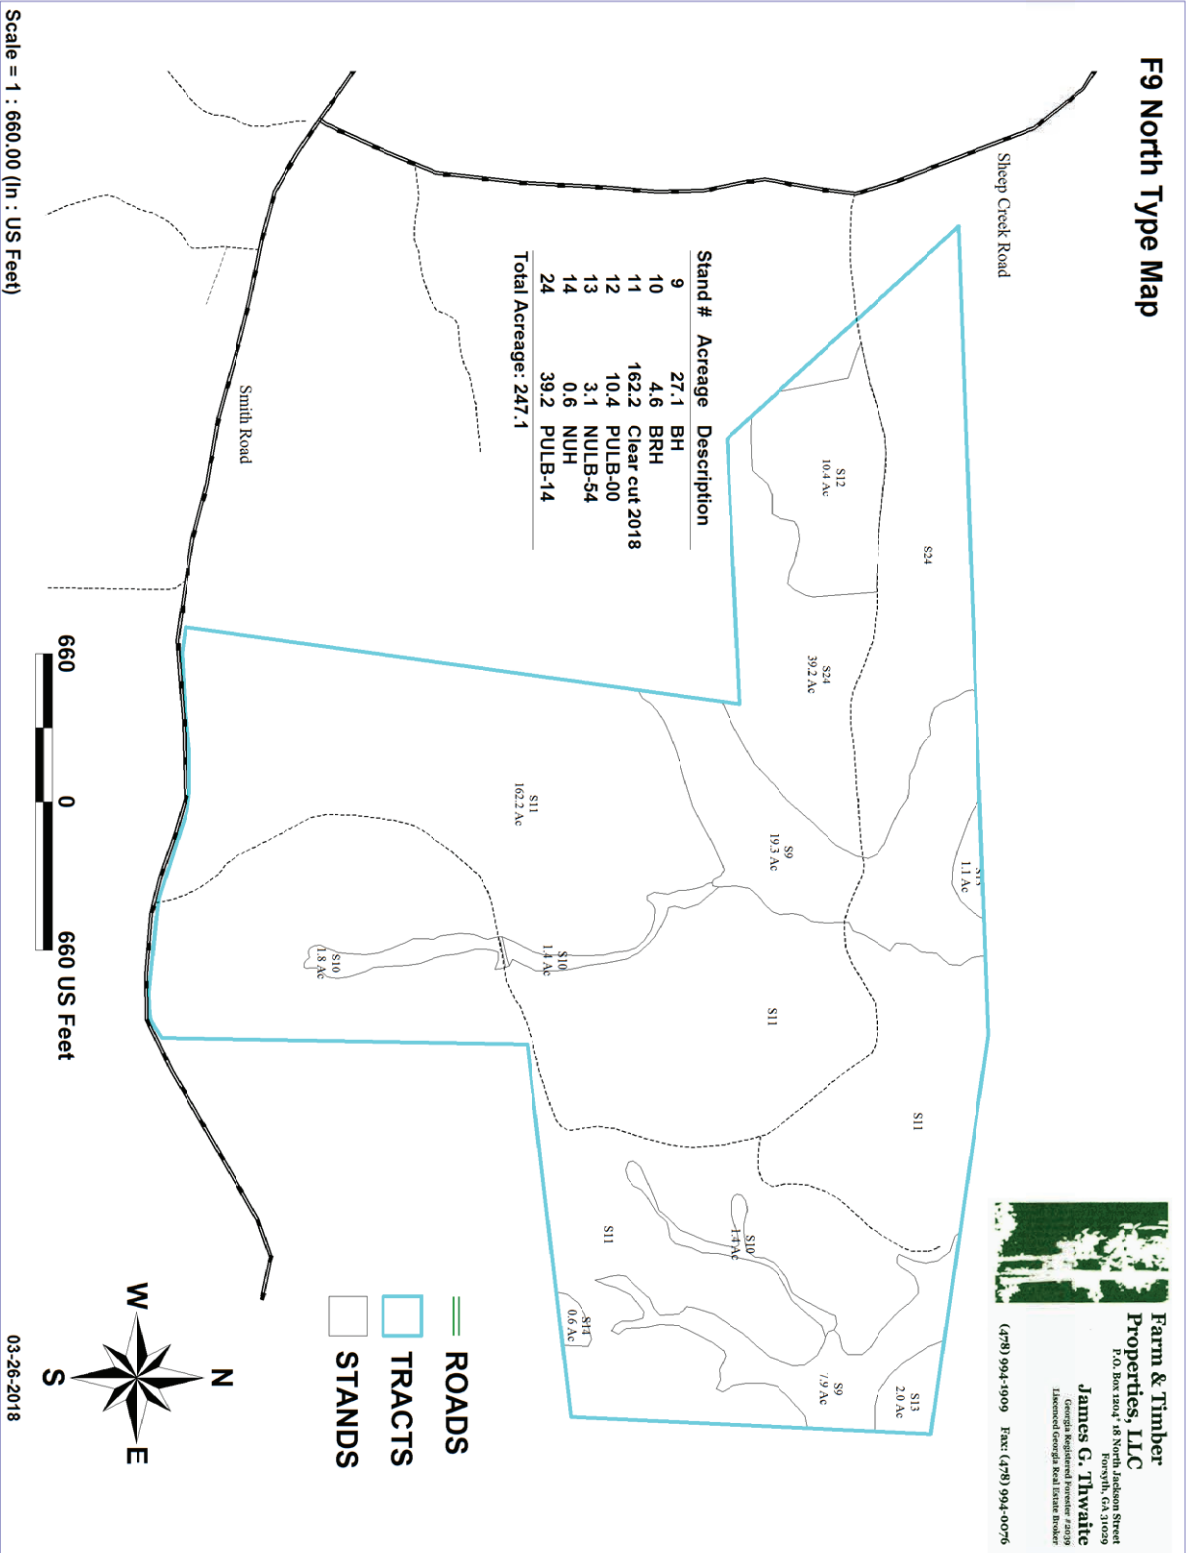 F9 North Type Map
Farm & Timber
Properties, LLC
P.O. Box 1204* 18 North Jackson Street
Forsyth, GA 31029
James G. Thwaite
Georgia Registered Forester #2039
Liscenced Georgia Real Estate Broker
(478) 994-1909 Fax: (478) 994-0076
Sheep Creek Road
S24
S12
10.4 Ac
S24
39.2 Ac
1.1 Ac
S9
19.3 Ac
S11
S11
S13
2.0 Ac
S9
7.9 Ac
S10
1.4 Ac
S11
S14
0.6 Ac
Stand # Acreage Description
9 27.1 BH
10 4.6 BRH
11 162.2 Clear cut 2018
12 10.4 PULB-00
13 3.1 NULB-54
14 0.6 NUH
24 39.2 PULB-14
Total Acreage: 247.1
S11
162.2 Ac
S10
1.4 Ac
S10
1.8 Ac
Smith Road
ROADS
TRACTS
STANDS
N
W
E
S
660 0 660 US Feet
Scale = 1 : 660.00 (In : US Feet)
03-26-2018